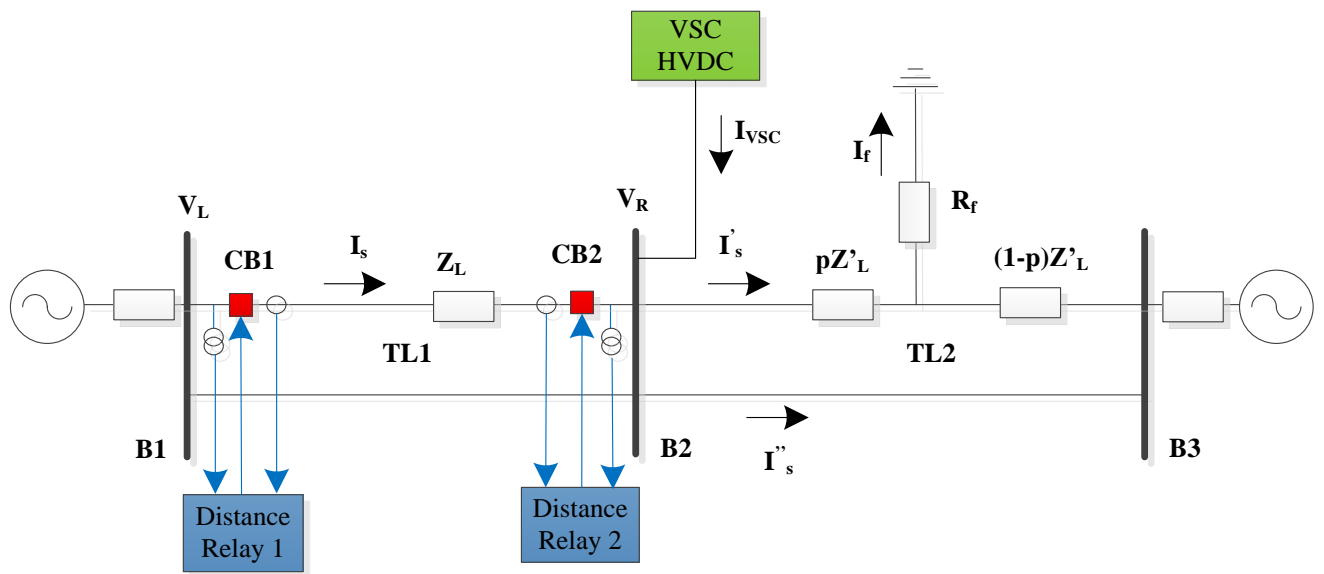 VSC
HVDC
I_VSC
I_f
R_f
V_L
V_R
CB1
I_s
Z_L
CB2
I'_s
pZ'_L
(1-p)Z'_L
TL1
TL2
B1
B2
I''_s
B3
Distance
Relay 1
Distance
Relay 2